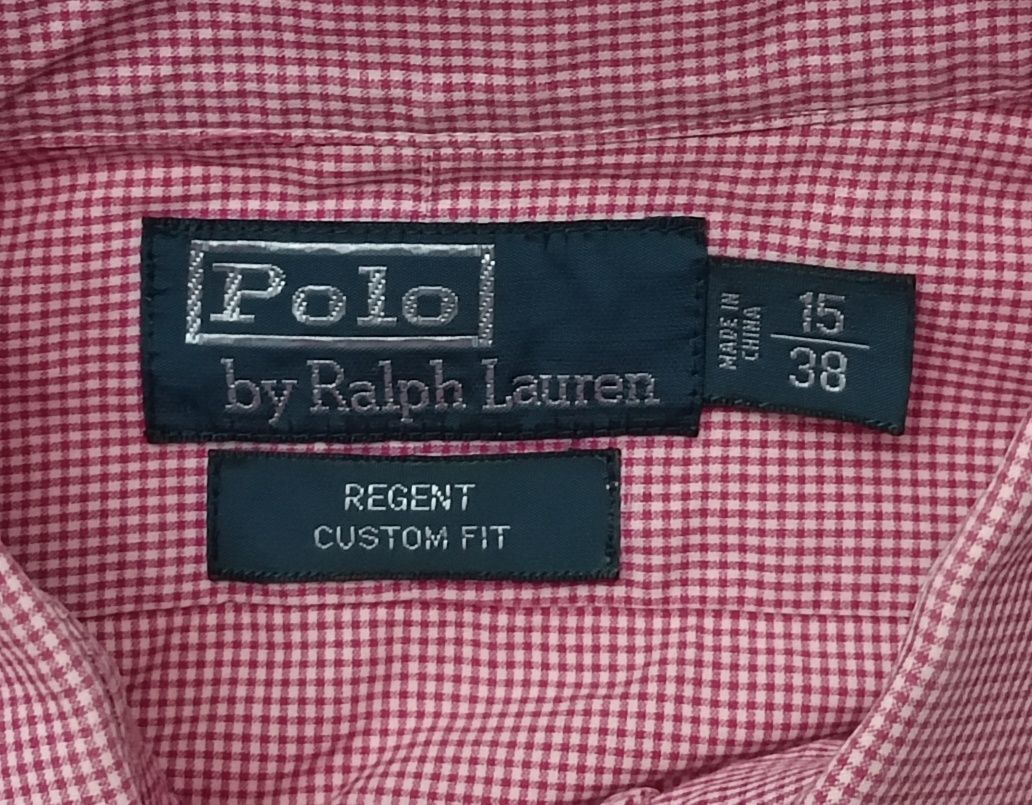 Polo
by Ralph Lauren
MADE IN
CHINA
15
38
REGENT
CUSTOM FIT